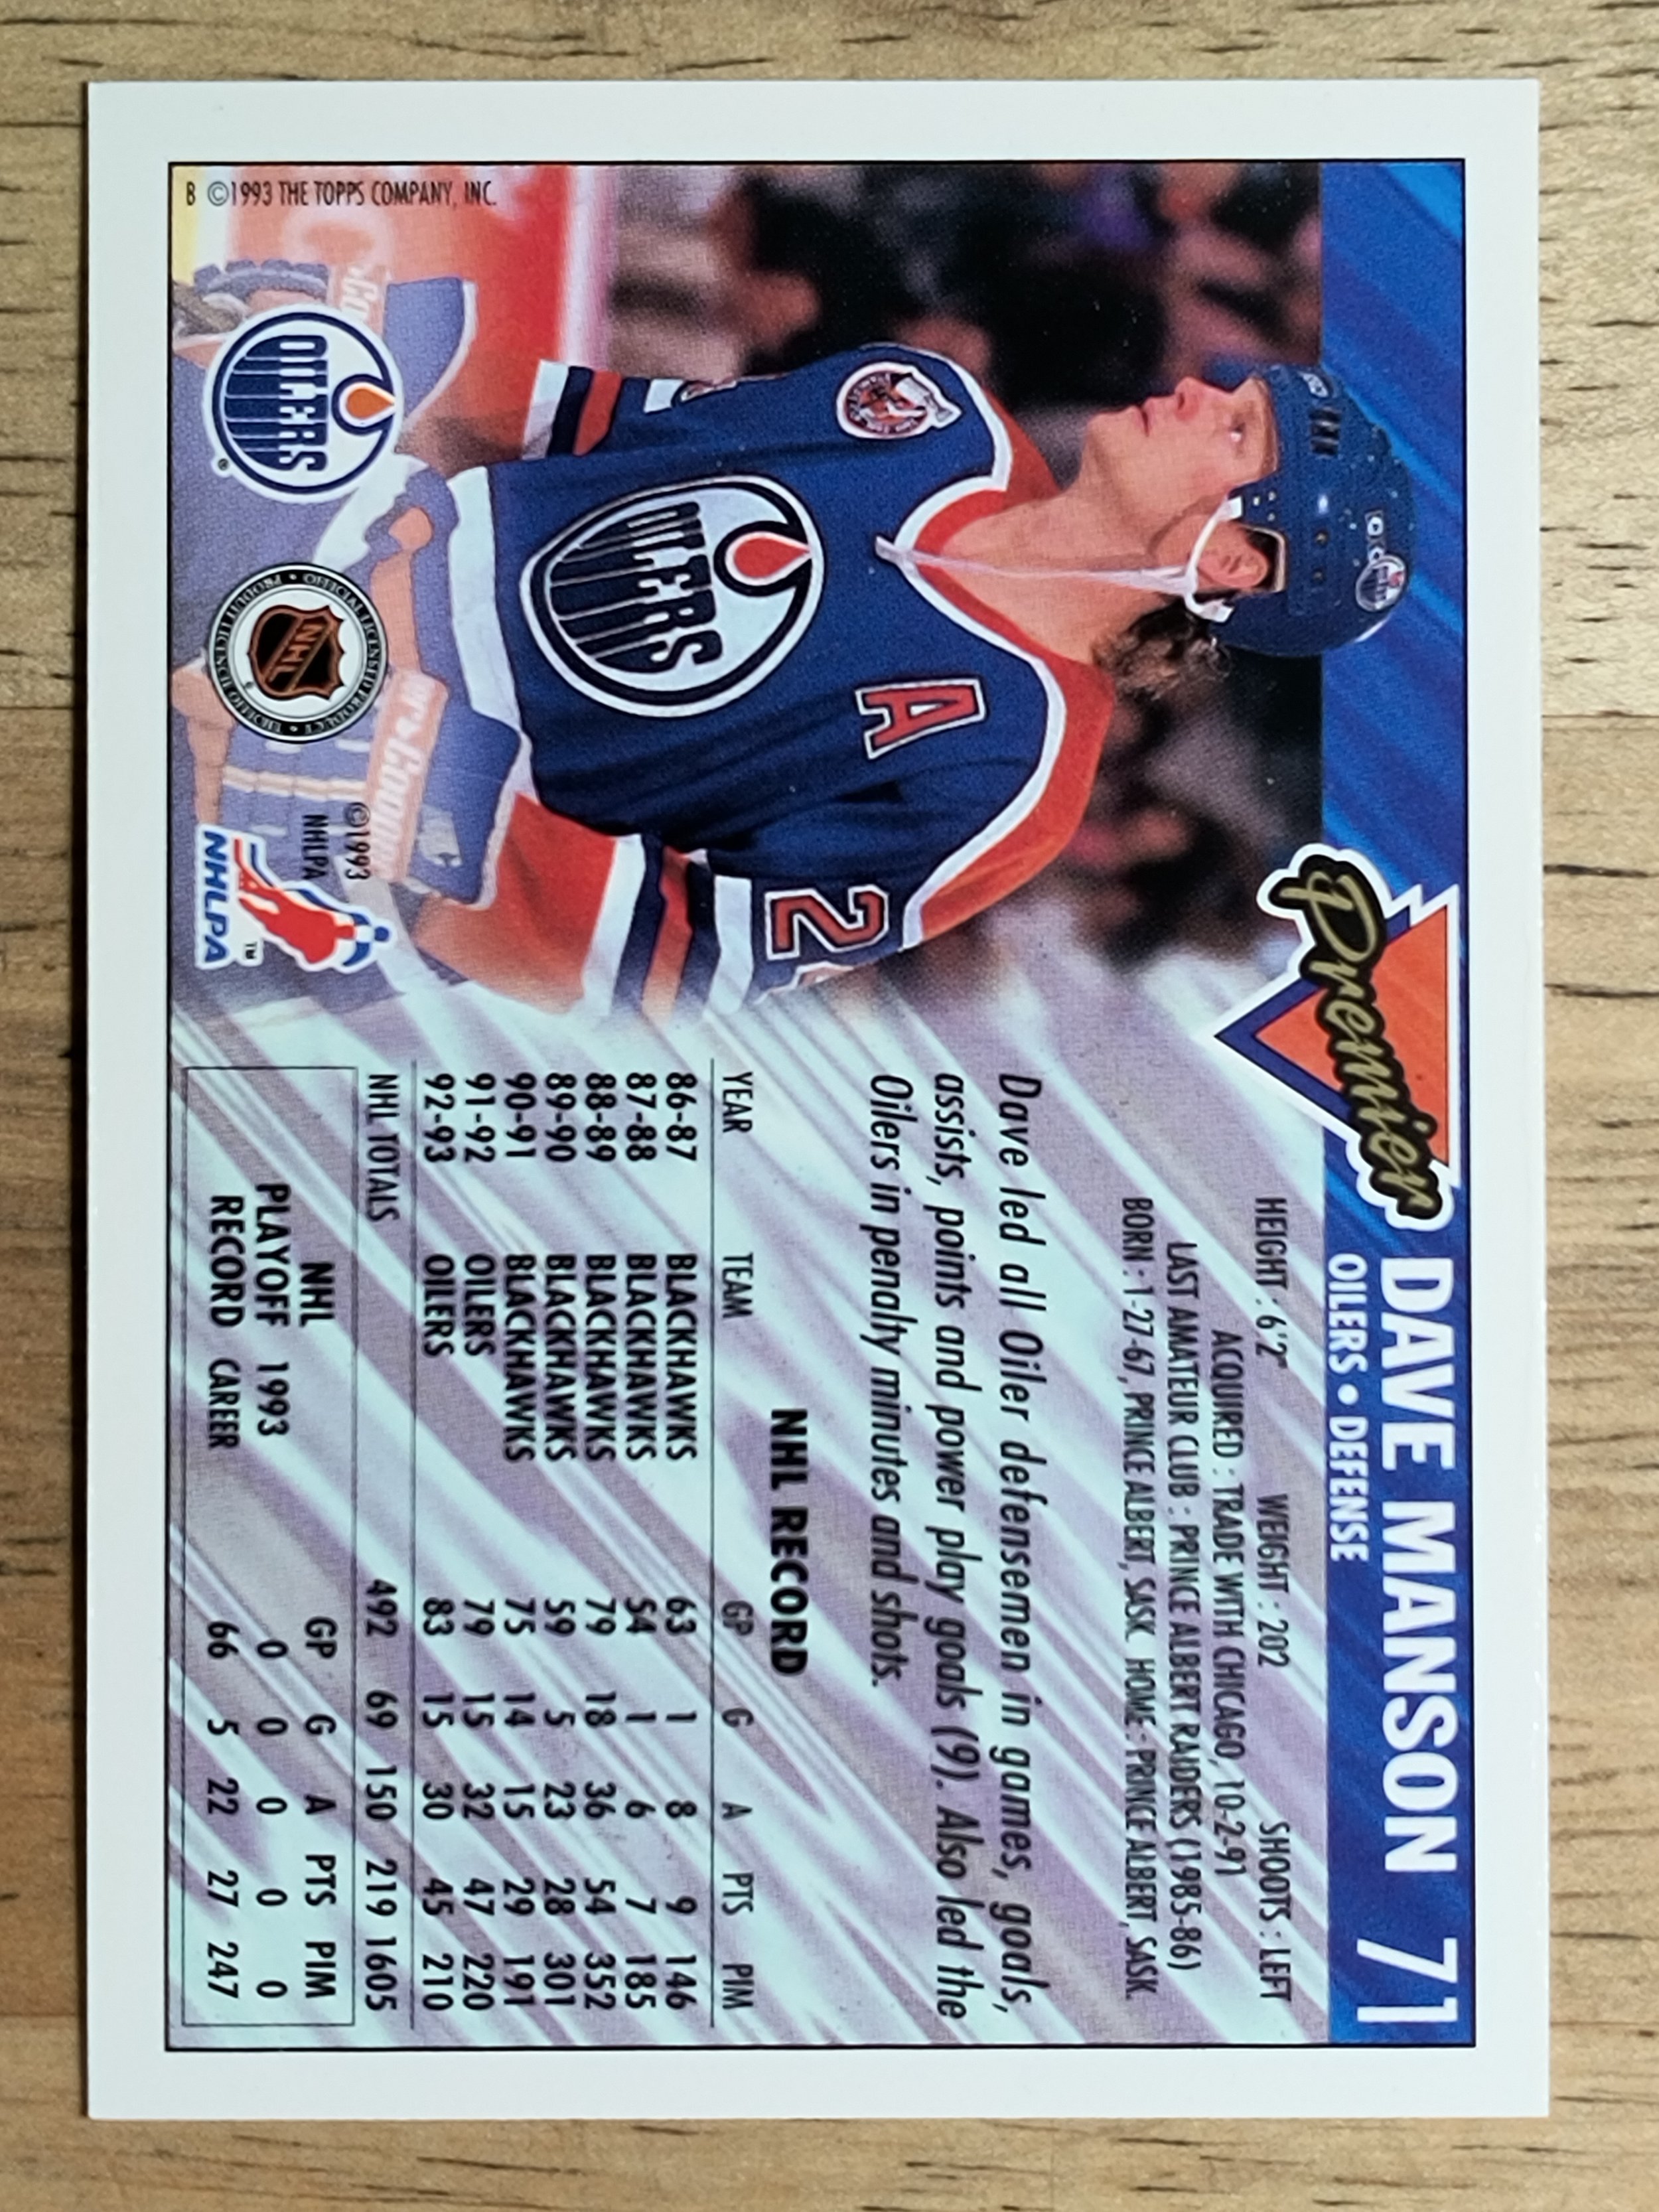 Premier
DAVE MANSON 71
OILERS • DEFENSE
HEIGHT : 6'2" WEIGHT : 202 SHOOTS : LEFT
ACQUIRED : TRADE WITH CHICAGO, 10-2-91
LAST AMATEUR CLUB : PRINCE ALBERT RAIDERS (1985-86)
BORN : 1-27-67, PRINCE ALBERT, SASK. HOME : PRINCE ALBERT, SASK.
Dave led all Oiler defensemen in games, goals,
assists, points and power play goals (9). Also led the
Oilers in penalty minutes and shots.
NHL RECORD
YEAR TEAM GP G A PTS PIM
86-87 BLACKHAWKS 63 1 8 9 146
87-88 BLACKHAWKS 54 1 6 7 185
88-89 BLACKHAWKS 79 18 36 54 352
89-90 BLACKHAWKS 59 5 23 28 301
90-91 BLACKHAWKS 75 14 15 29 191
91-92 OILERS 79 15 32 47 220
92-93 OILERS 83 15 30 45 210
NHL TOTALS 492 69 150 219 1605
NHL GP G A PTS PIM
PLAYOFF 1993 0 0 0 0 0
RECORD CAREER 66 5 22 27 247
A
2
OILERS
OILERS
®
OFFICIAL LICENSED PRODUCT
NHL
©1993
NHLPA
NHLPA
TM
B ©1993 THE TOPPS COMPANY, INC.